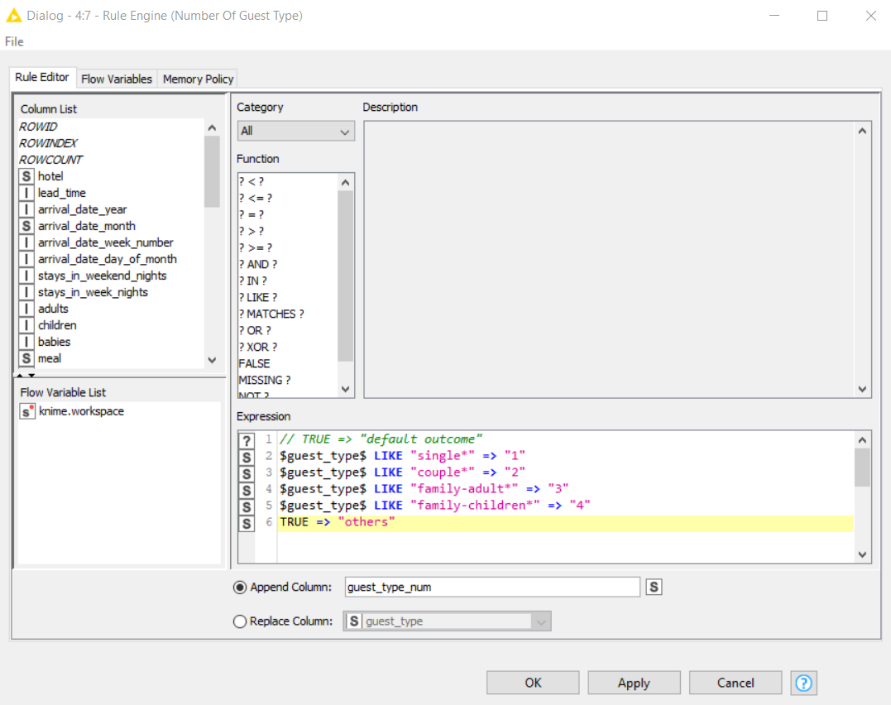 Dialog - 4:7 - Rule Engine (Number Of Guest Type)
File
Rule Editor
Flow Variables
Memory Policy
Column List
ROWID
ROWINDEX
ROWCOUNT
S hotel
I lead_time
I arrival_date_year
S arrival_date_month
I arrival_date_week_number
I arrival_date_day_of_month
I stays_in_weekend_nights
I stays_in_week_nights
I adults
I children
I babies
S meal
Flow Variable List
s knime.workspace
Category
All
Function
? < ?
? <= ?
? = ?
? > ?
? >= ?
? AND ?
? IN ?
? LIKE ?
? MATCHES ?
? OR ?
? XOR ?
FALSE
MISSING ?
NOT ?
Description
Expression
? 1 // TRUE => "default outcome"
S 2 $guest_type$ LIKE "single*" => "1"
S 3 $guest_type$ LIKE "couple*" => "2"
S 4 $guest_type$ LIKE "family-adult*" => "3"
S 5 $guest_type$ LIKE "family-children*" => "4"
S 6 TRUE => "others"
Append Column: guest_type_num S
Replace Column: S guest_type
OK Apply Cancel ?